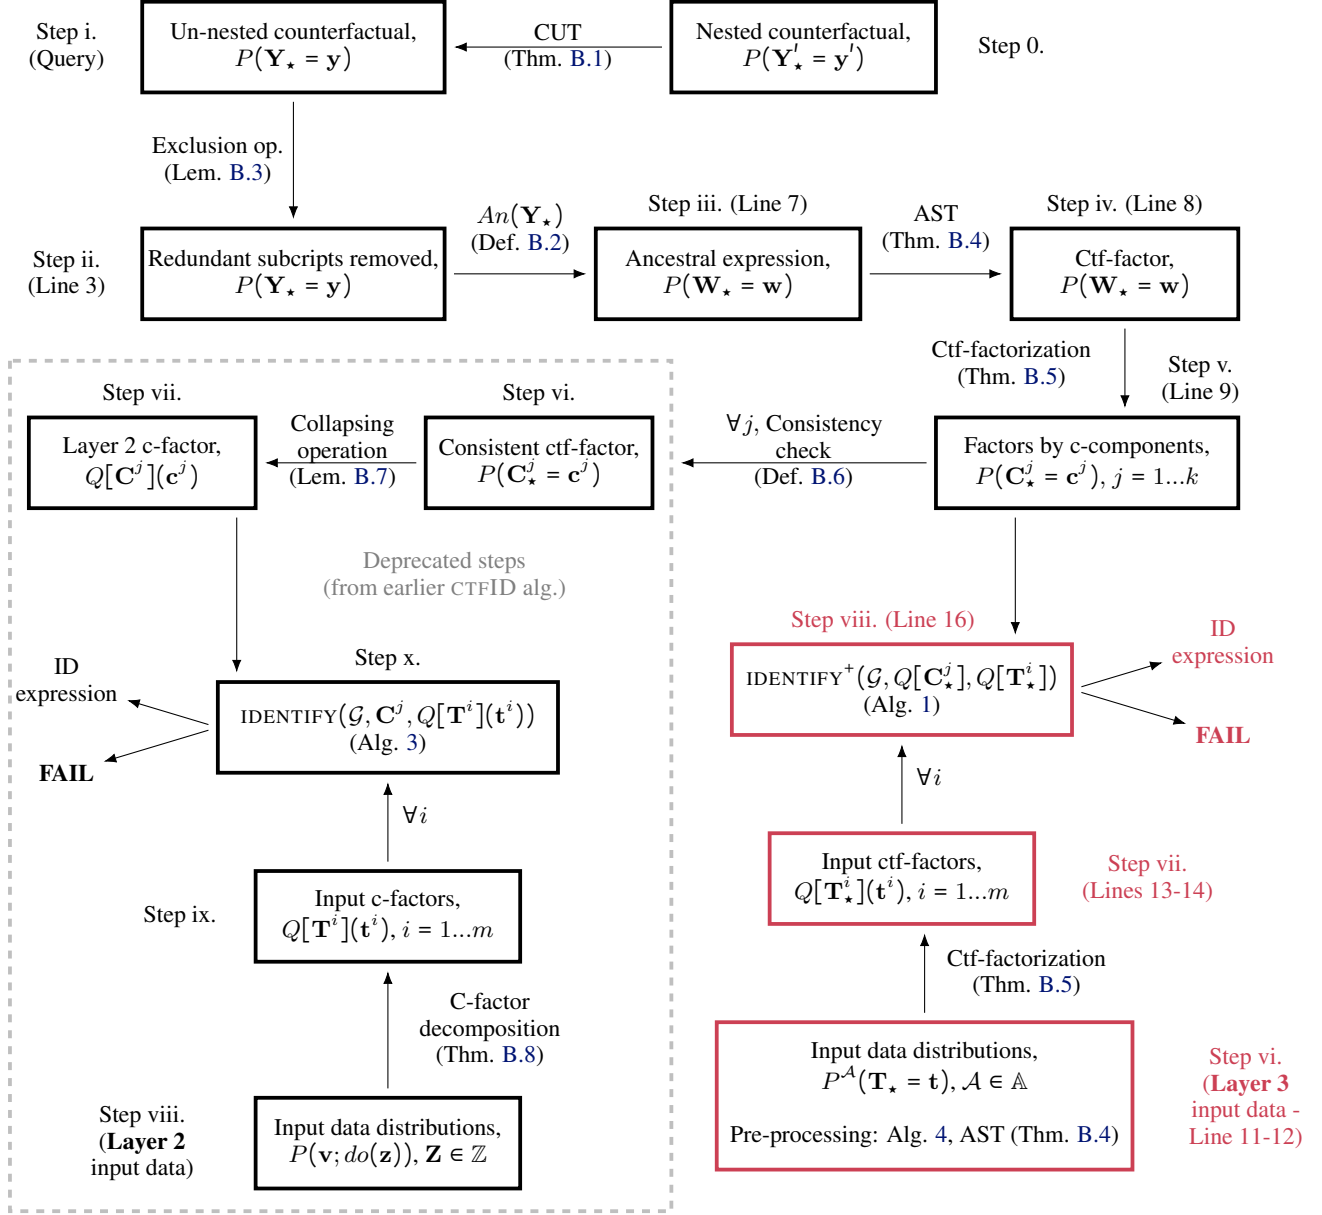 Step i.
(Query)
Un-nested counterfactual,
P(Y⋆ = y)
CUT
(Thm. B.1)
Nested counterfactual,
P(Y′⋆ = y′)
Step 0.
Exclusion op.
(Lem. B.3)
Step ii.
(Line 3)
Redundant subscripts removed,
P(Y⋆ = y)
An(Y⋆)
(Def. B.2)
Step iii. (Line 7)
Ancestral expression,
P(W⋆ = w)
AST
(Thm. B.4)
Step iv. (Line 8)
Ctf-factor,
P(W⋆ = w)
Ctf-factorization
(Thm. B.5)
Step v.
(Line 9)
Factors by c-components,
P(C^j_⋆ = c^j), j = 1...k
∀j, Consistency
check
(Def. B.6)
Step vi.
Consistent ctf-factor,
P(C^j_⋆ = c^j)
Collapsing
operation
(Lem. B.7)
Step vii.
Layer 2 c-factor,
Q[C^j](c^j)
Deprecated steps
(from earlier CTFID alg.)
Step x.
IDENTIFY(G, C^j, Q[T^i](t^i))
(Alg. 3)
ID
expression
FAIL
∀i
Step ix.
Input c-factors,
Q[T^i](t^i), i = 1...m
C-factor
decomposition
(Thm. B.8)
Step viii.
(Layer 2
input data)
Input data distributions,
P(v; do(z)), Z ∈ ℤ
Step viii. (Line 16)
IDENTIFY⁺(G, Q[C^j_⋆], Q[T^i_⋆])
(Alg. 1)
ID
expression
FAIL
∀i
Input ctf-factors,
Q[T^i_⋆](t^i), i = 1...m
Step vii.
(Lines 13-14)
Ctf-factorization
(Thm. B.5)
Input data distributions,
P^𝒜(T⋆ = t), 𝒜 ∈ 𝔸
Pre-processing: Alg. 4, AST (Thm. B.4)
Step vi.
(Layer 3
input data -
Line 11-12)